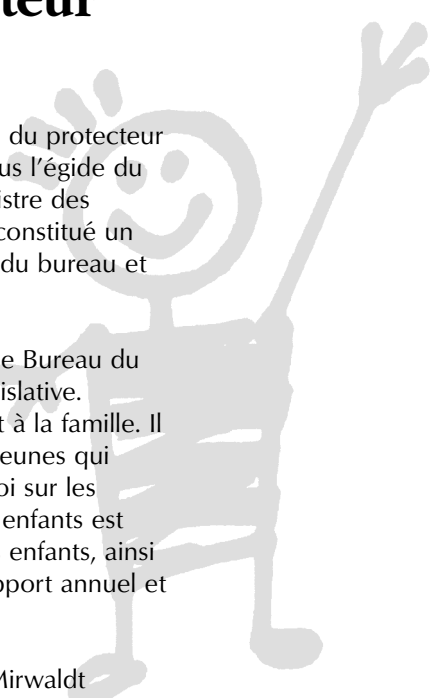 teur
du protecteur
us l'égide du
istre des
constitué un
du bureau et
e Bureau du
islative.
t à la famille. Il
eunes qui
oi sur les
enfants est
enfants, ainsi
pport annuel et
Mirwaldt